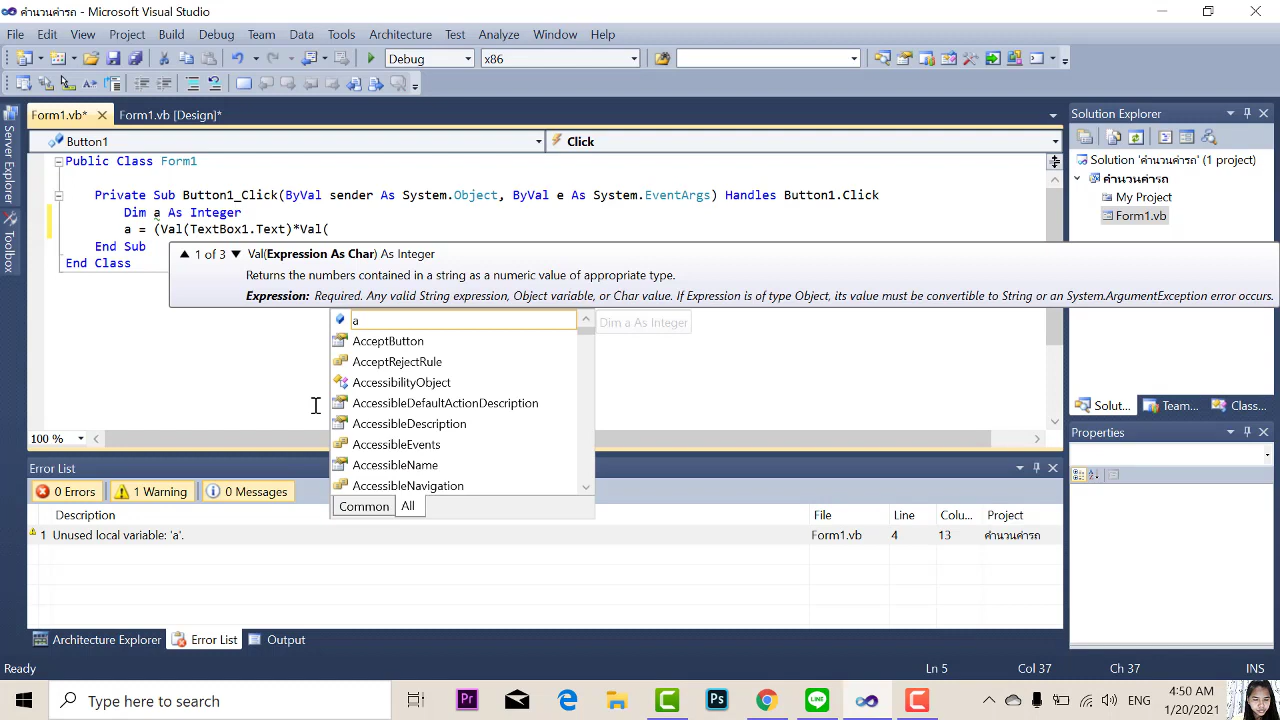 คำนวนค่ารถ - Microsoft Visual Studio
File Edit View Project Build Debug Team Data Tools Architecture Test Analyze Window Help
Debug x86
Form1.vb* Form1.vb [Design]*
Button1 Click
Public Class Form1
Private Sub Button1_Click(ByVal sender As System.Object, ByVal e As System.EventArgs) Handles Button1.Click
Dim a As Integer
a = (Val(TextBox1.Text)*Val(
End Sub
End Class
1 of 3 Val(Expression As Char) As Integer
Returns the numbers contained in a string as a numeric value of appropriate type.
Expression: Required. Any valid String expression, Object variable, or Char value. If Expression is of type Object, its value must be convertible to String or an System.ArgumentException error occurs.
a Dim a As Integer
AcceptButton
AcceptRejectRule
AccessibilityObject
AccessibleDefaultActionDescription
AccessibleDescription
AccessibleEvents
AccessibleName
AccessibleNavigation
Common All
100 %
Server Explorer
Toolbox
Solution Explorer
Solution 'คำนวนค่ารถ' (1 project)
คำนวนค่ารถ
My Project
Form1.vb
Solut... Team... Class...
Properties
Error List
0 Errors 1 Warning 0 Messages
Description File Line Colu... Project
1 Unused local variable: 'a'. Form1.vb 4 13 คำนวนค่ารถ
Architecture Explorer Error List Output
Ready Ln 5 Col 37 Ch 37 INS
Type here to search Pr Ps LINE ENG 4:50 AM
1/20/2021